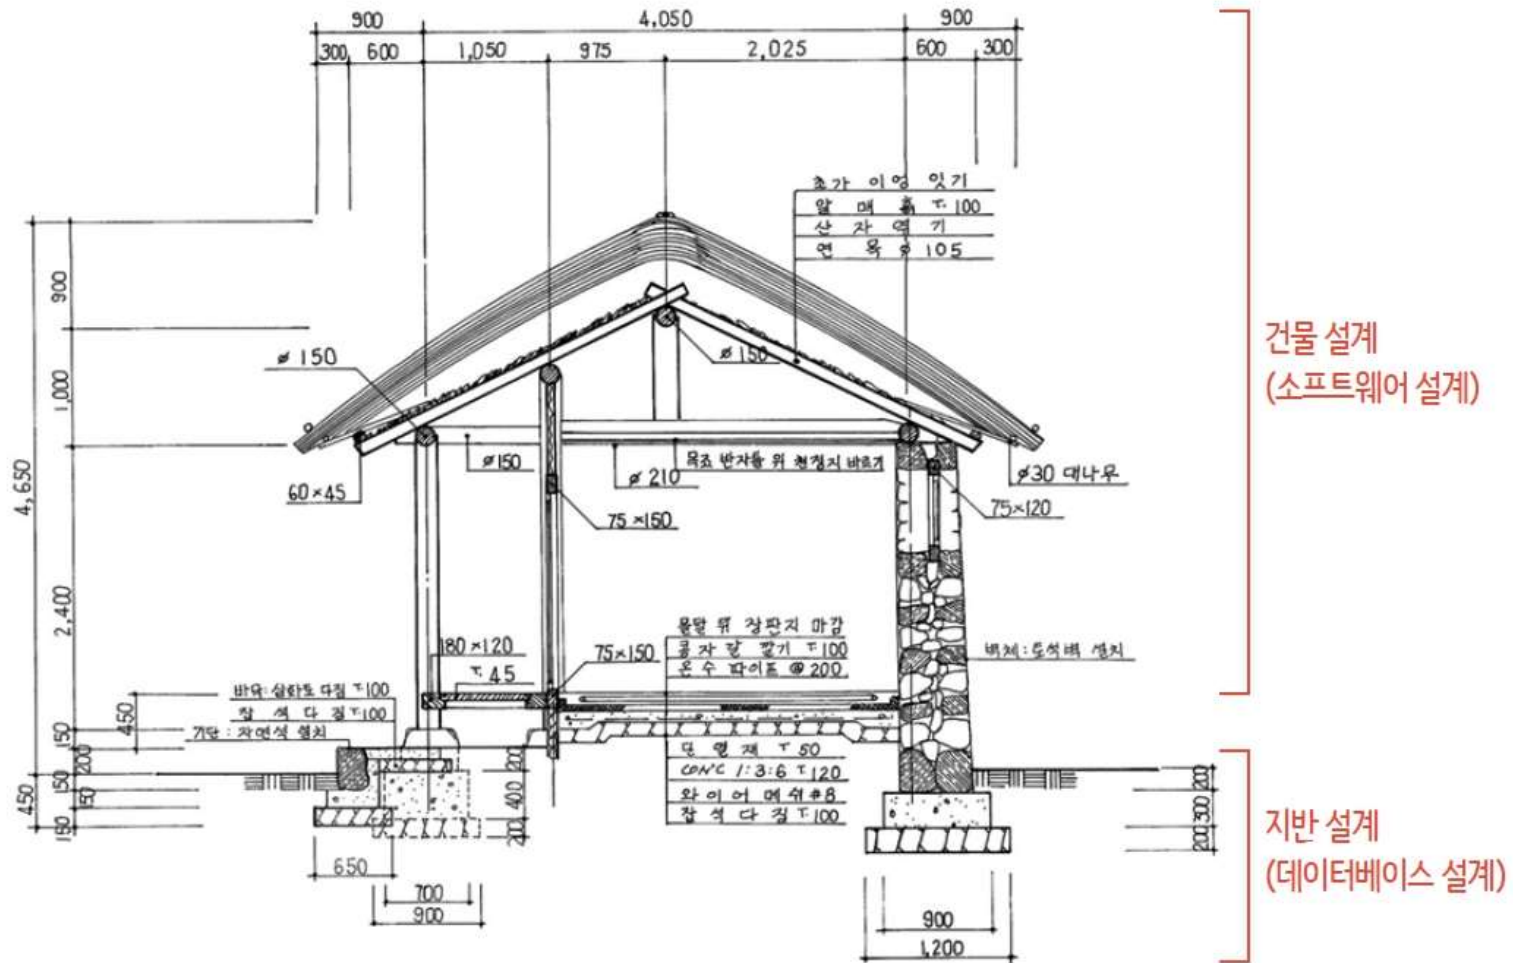 900
4,050
900
300
600
1,050
975
2,025
600
300
초가 이엉 잇기
알 매 흙 T.100
산 자 엮 기
연 목 ø 105
900
1,000
4,650
2,400
ø 150
ø 150
ø150
ø 210
목조 반자틀 위 천정지 바르기
ø30 대나무
60×45
75×150
75×120
건물 설계
(소프트웨어 설계)
180×120
T.45
75×150
몰탈 위 장판지 마감
콩자갈 깔기 T.100
온수 파이프 @200
벽체:토석벽 설치
바닥:삼화토다짐 T.100
잡석다짐 T.100
기단:자연석 설치
450
150
200
150
150
150
450
200
400
200
단열재 T.50
CON'C 1:3:6 T.120
와이어 메쉬 #8
잡석다짐 T.100
200
300
200
지반 설계
(데이터베이스 설계)
650
700
900
900
1,200